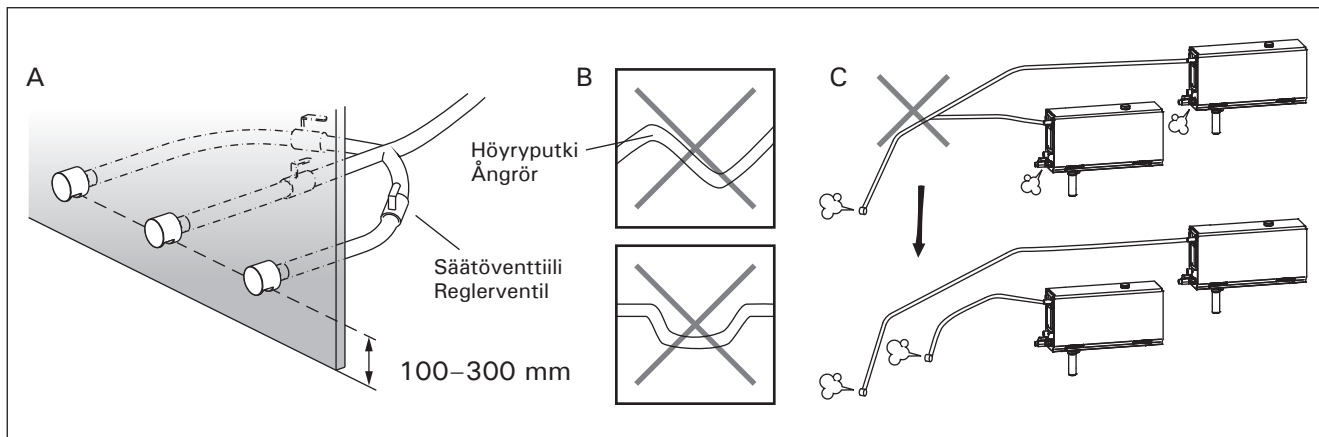 A
B
C
Höyryputki
Ångrör
Säätöventtiili
Reglerventil
100–300 mm